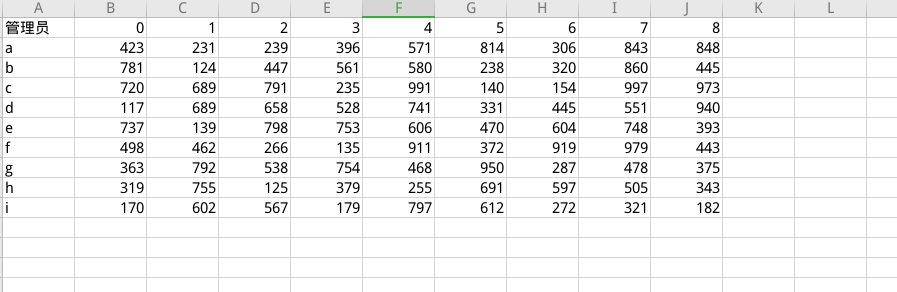 A B C D E F G H I J K L
管理员 0 1 2 3 4 5 6 7 8
a 423 231 239 396 571 814 306 843 848
b 781 124 447 561 580 238 320 860 445
c 720 689 791 235 991 140 154 997 973
d 117 689 658 528 741 331 445 551 940
e 737 139 798 753 606 470 604 748 393
f 498 462 266 135 911 372 919 979 443
g 363 792 538 754 468 950 287 478 375
h 319 755 125 379 255 691 597 505 343
i 170 602 567 179 797 612 272 321 182